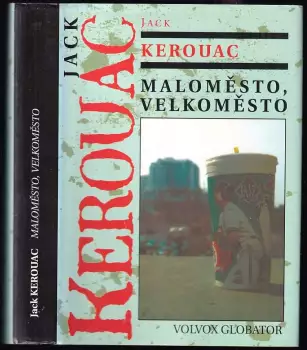 Jack KEROUAC MALOMĚSTO, VELKOMĚSTO
JACK
KEROUAC
JACK
KEROUAC
MALOMĚSTO,
VELKOMĚSTO
VOLVOX GLOBATOR